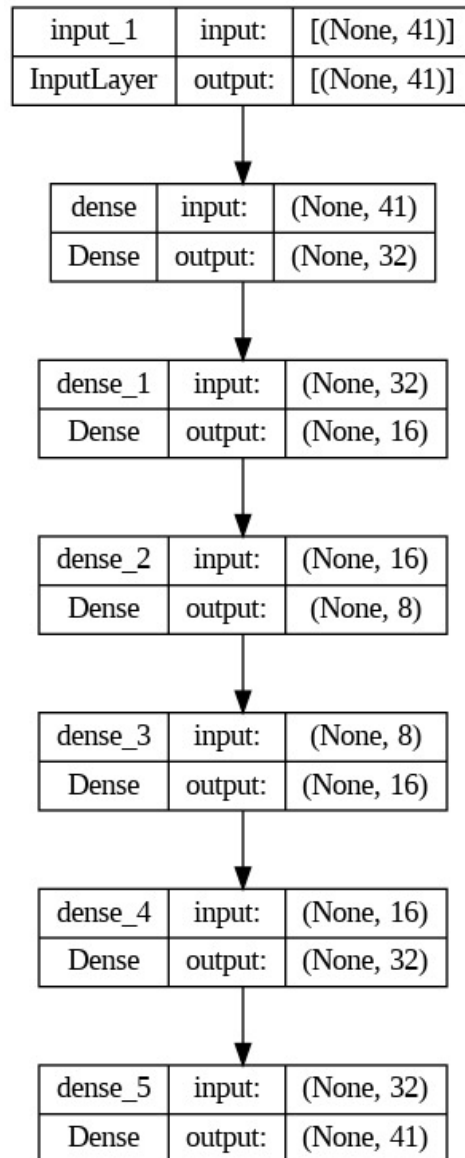 input_1 input: [(None, 41)]
InputLayer output: [(None, 41)]
dense input: (None, 41)
Dense output: (None, 32)
dense_1 input: (None, 32)
Dense output: (None, 16)
dense_2 input: (None, 16)
Dense output: (None, 8)
dense_3 input: (None, 8)
Dense output: (None, 16)
dense_4 input: (None, 16)
Dense output: (None, 32)
dense_5 input: (None, 32)
Dense output: (None, 41)